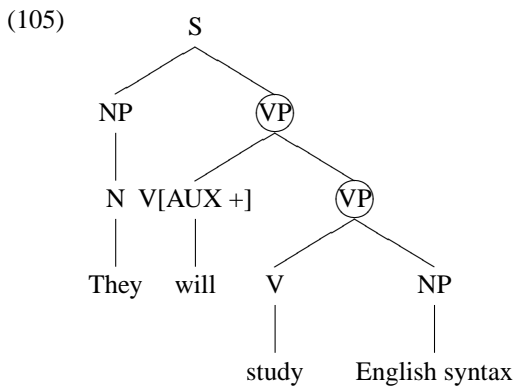 (105)
S
NP VP
N V[AUX +] VP
They will V NP
study English syntax